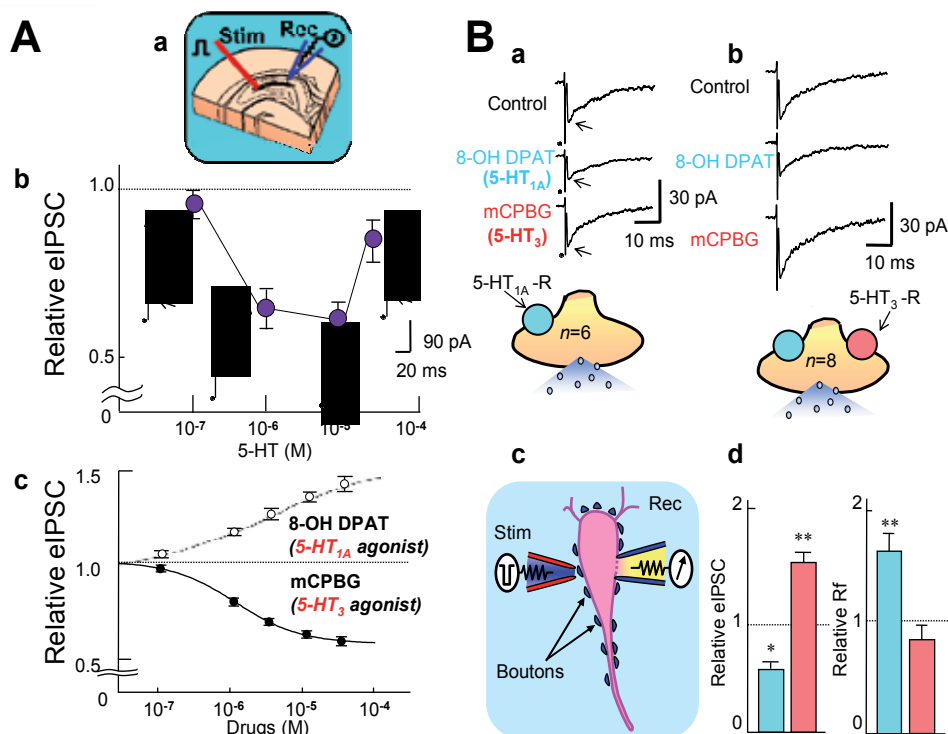 A
a
Stim
Rec
b
Relative eIPSC
1.0
0.5
0
90 pA
20 ms
10⁻⁷
10⁻⁶
10⁻⁵
10⁻⁴
5-HT (M)
c
Relative eIPSC
1.5
1.0
0.5
0
8-OH DPAT
(5-HT₁A agonist)
mCPBG
(5-HT₃ agonist)
10⁻⁷
10⁻⁶
10⁻⁵
10⁻⁴
Drugs (M)
B
a
Control
8-OH DPAT
(5-HT₁A)
mCPBG
(5-HT₃)
30 pA
10 ms
5-HT₁A -R
n=6
b
Control
8-OH DPAT
mCPBG
30 pA
10 ms
5-HT₃ -R
n=8
c
Stim
Rec
Boutons
d
Relative eIPSC
2
1
0
*
**
Relative Rf
2
1
0
**